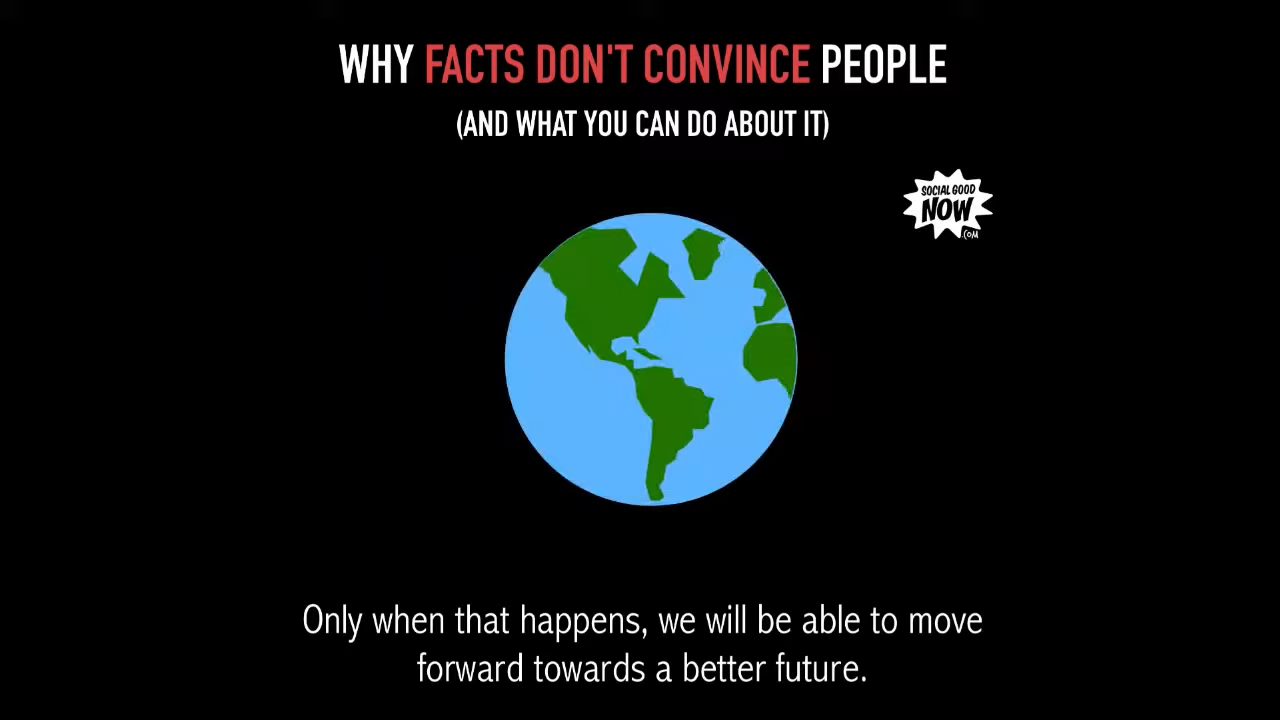 WHY FACTS DON'T CONVINCE PEOPLE
(AND WHAT YOU CAN DO ABOUT IT)
SOCIAL GOOD
NOW
.COM
Only when that happens, we will be able to move
forward towards a better future.